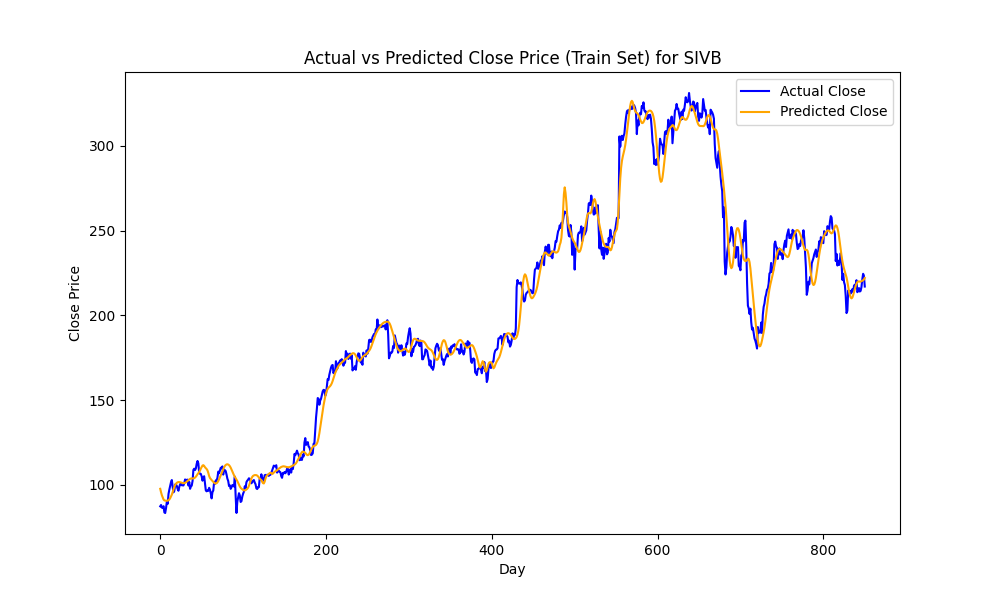 Actual vs Predicted Close Price (Train Set) for SIVB
Actual Close
Predicted Close
Close Price
300
250
200
150
100
0 200 400 600 800
Day